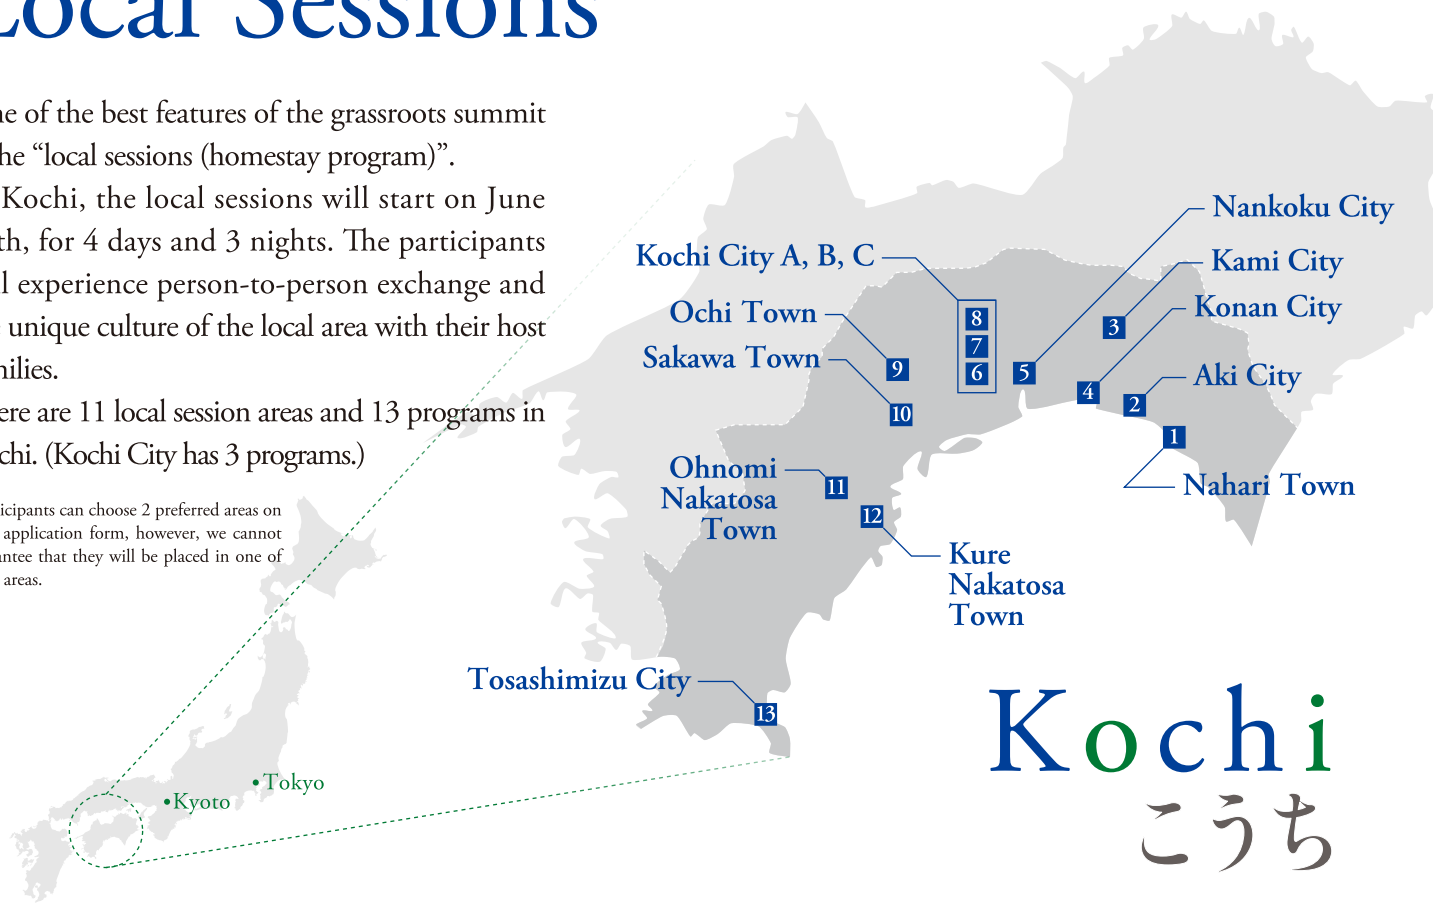 Local Sessions
ne of the best features of the grassroots summit
he “local sessions (homestay program)”.
Kochi, the local sessions will start on June
th, for 4 days and 3 nights. The participants
l experience person-to-person exchange and
unique culture of the local area with their host
nilies.
ere are 11 local session areas and 13 programs in
chi. (Kochi City has 3 programs.)
icipants can choose 2 preferred areas on
application form, however, we cannot
antee that they will be placed in one of
areas.
Nankoku City
Kochi City A, B, C
Kami City
Ochi Town
Konan City
Sakawa Town
Aki City
8
7
6
3
9
5
4
2
10
1
Ohnomi
Nakatosa
Town
Nahari Town
11
12
Kure
Nakatosa
Town
Tosashimizu City
13
•Tokyo
•Kyoto
Kochi
こうち